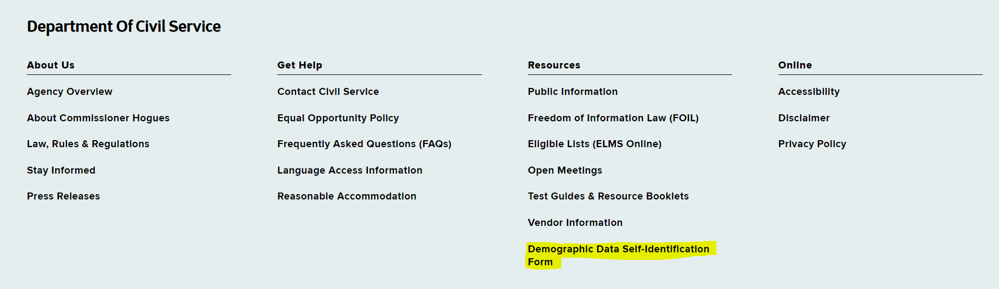 Department Of Civil Service
About Us
Agency Overview
About Commissioner Hogues
Law, Rules & Regulations
Stay Informed
Press Releases
Get Help
Contact Civil Service
Equal Opportunity Policy
Frequently Asked Questions (FAQs)
Language Access Information
Reasonable Accommodation
Resources
Public Information
Freedom of Information Law (FOIL)
Eligible Lists (ELMS Online)
Open Meetings
Test Guides & Resource Booklets
Vendor Information
Demographic Data Self-Identification
Form
Online
Accessibility
Disclaimer
Privacy Policy